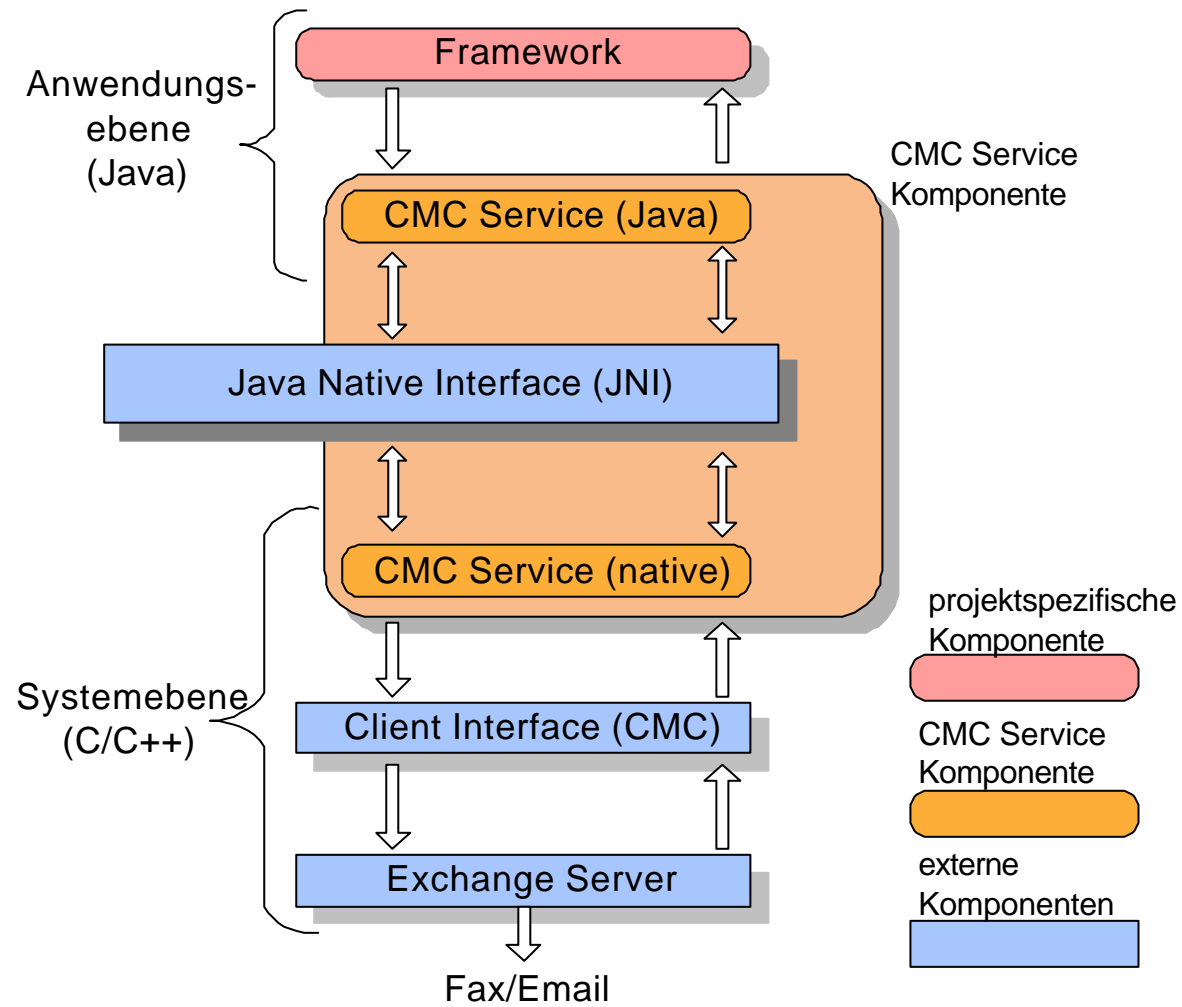 Framework
Anwendungs-
ebene
(Java)
CMC Service
Komponente
CMC Service (Java)
Java Native Interface (JNI)
CMC Service (native)
Systemebene
(C/C++)
Client Interface (CMC)
Exchange Server
Fax/Email
projektspezifische
Komponente
CMC Service
Komponente
externe
Komponenten